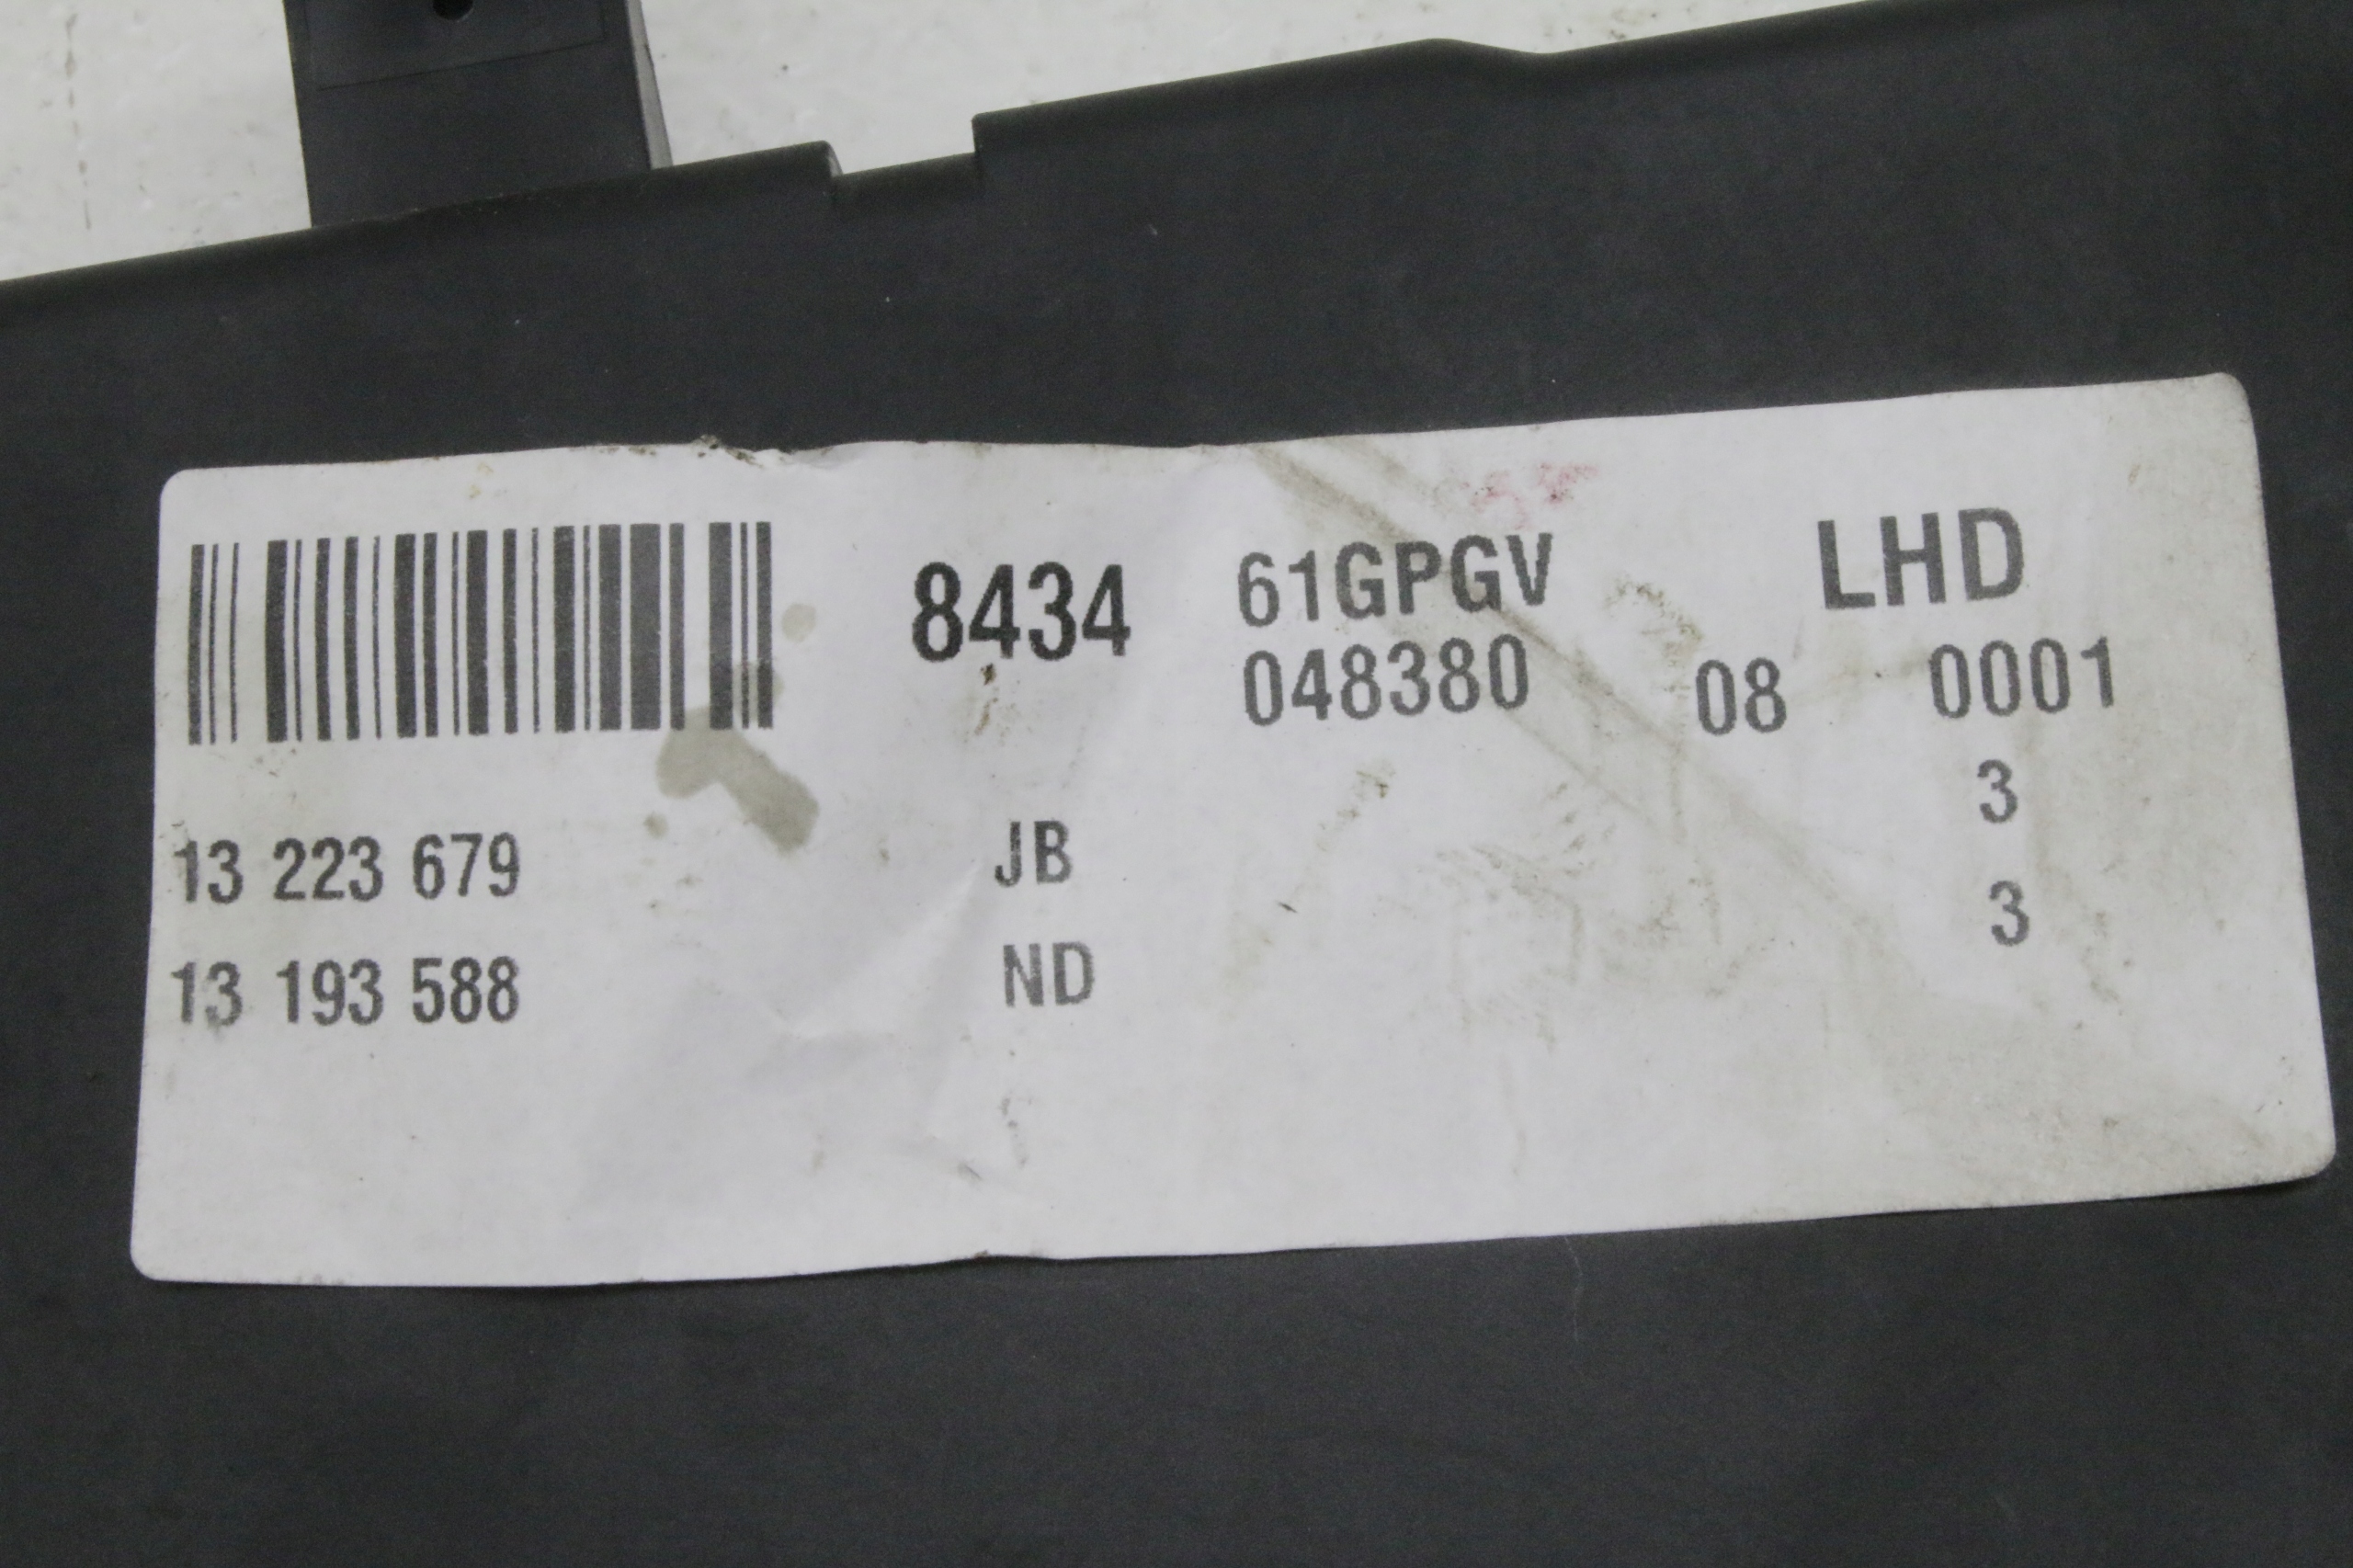 8434 61GPGV LHD
048380 08 0001
3
13 223 679 JB
3
13 193 588 ND